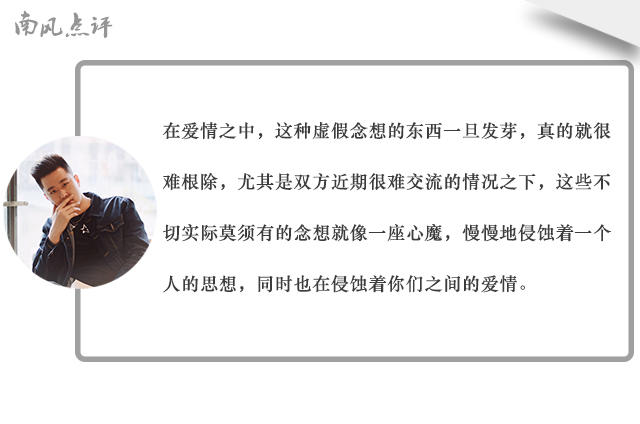 南风点评
在爱情之中，这种虚假念想的东西一旦发芽，真的就很
难根除，尤其是双方近期很难交流的情况之下，这些不
切实际莫须有的念想就像一座心魔，慢慢地侵蚀着一个
人的思想，同时也在侵蚀着你们之间的爱情。